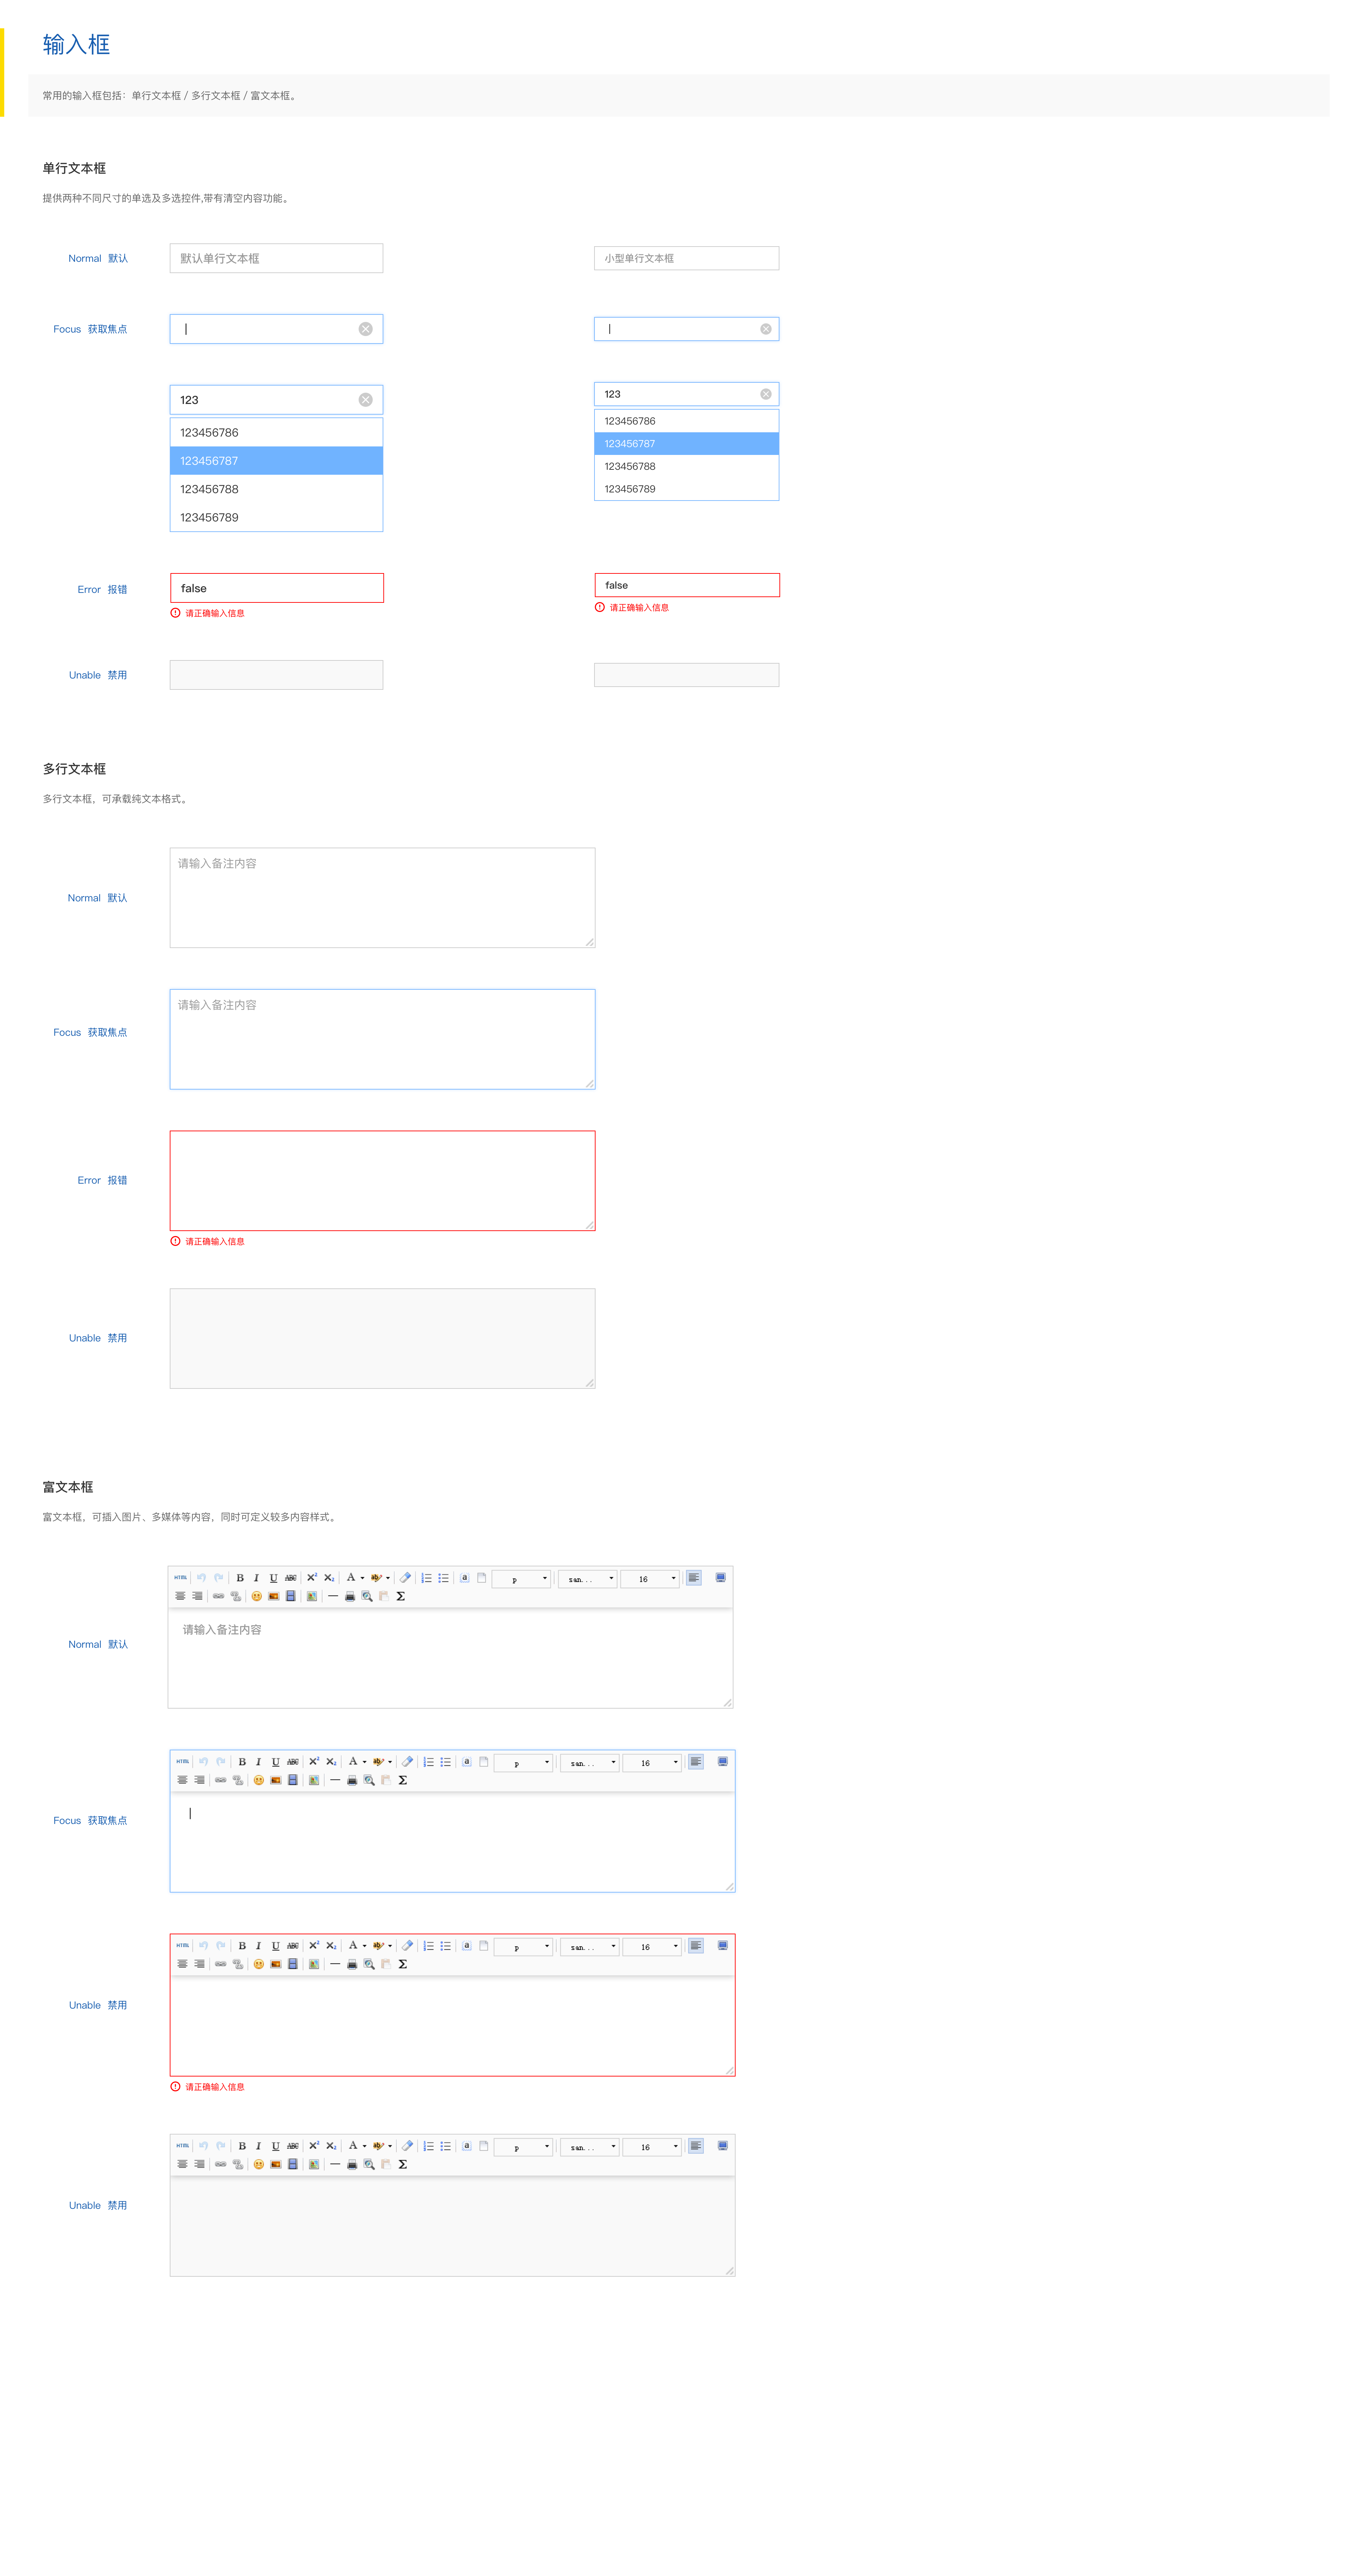 输入框
常用的输入框包括：单行文本框 / 多行文本框 / 富文本框。
单行文本框
提供两种不同尺寸的单选及多选控件,带有清空内容功能。
Normal 默认 默认单行文本框 小型单行文本框
Focus 获取焦点
123 123
123456786 123456786
123456787 123456787
123456788 123456788
123456789 123456789
Error 报错 false false
请正确输入信息 请正确输入信息
Unable 禁用
多行文本框
多行文本框，可承载纯文本格式。
请输入备注内容
Normal 默认
请输入备注内容
Focus 获取焦点
Error 报错
请正确输入信息
Unable 禁用
富文本框
富文本框，可插入图片、多媒体等内容，同时可定义较多内容样式。
HTML B I U ABC X² X₂ A ab a p san... 16
Σ
请输入备注内容
Normal 默认
HTML B I U ABC X² X₂ A ab a p san... 16
Σ
Focus 获取焦点
HTML B I U ABC X² X₂ A ab a p san... 16
Σ
Unable 禁用
请正确输入信息
HTML B I U ABC X² X₂ A ab a p san... 16
Σ
Unable 禁用